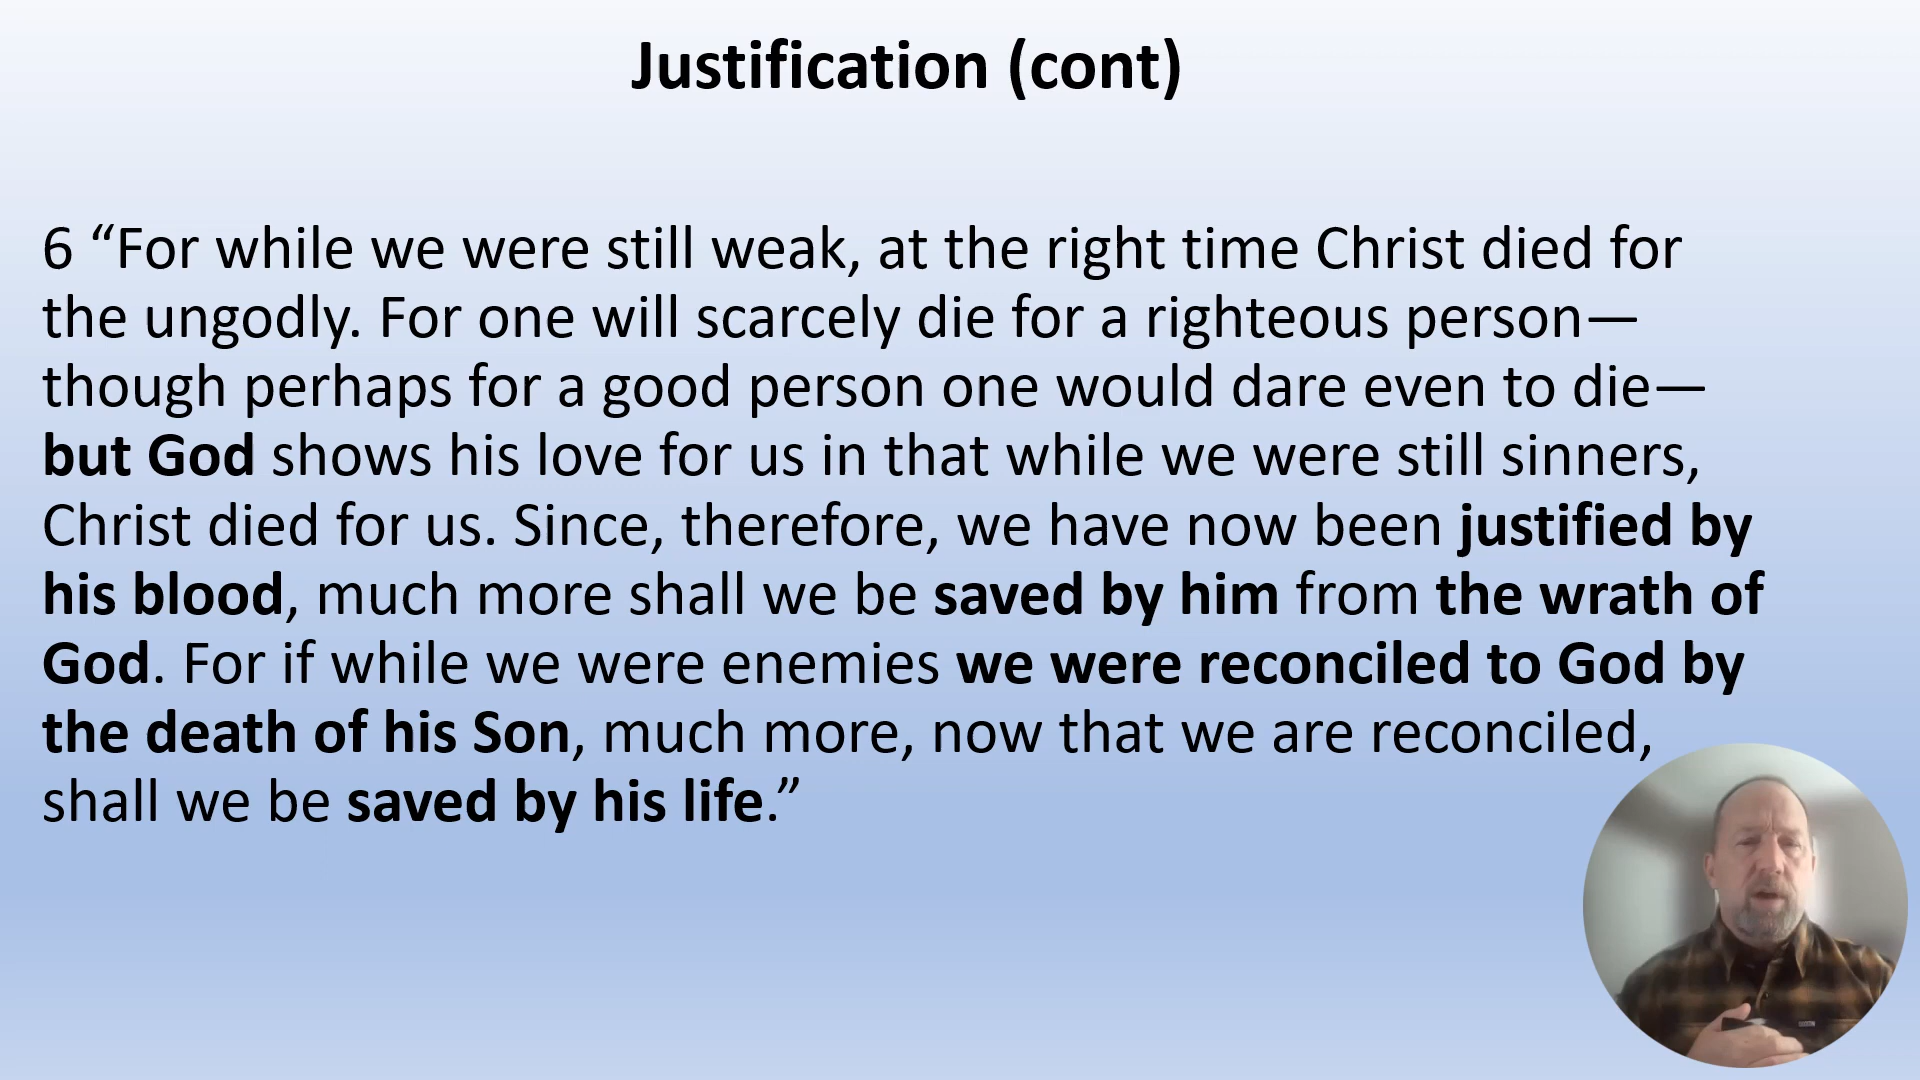 Justification (cont)
6 “For while we were still weak, at the right time Christ died for
the ungodly. For one will scarcely die for a righteous person—
though perhaps for a good person one would dare even to die—
but God shows his love for us in that while we were still sinners,
Christ died for us. Since, therefore, we have now been justified by
his blood, much more shall we be saved by him from the wrath of
God. For if while we were enemies we were reconciled to God by
the death of his Son, much more, now that we are reconciled,
shall we be saved by his life.”